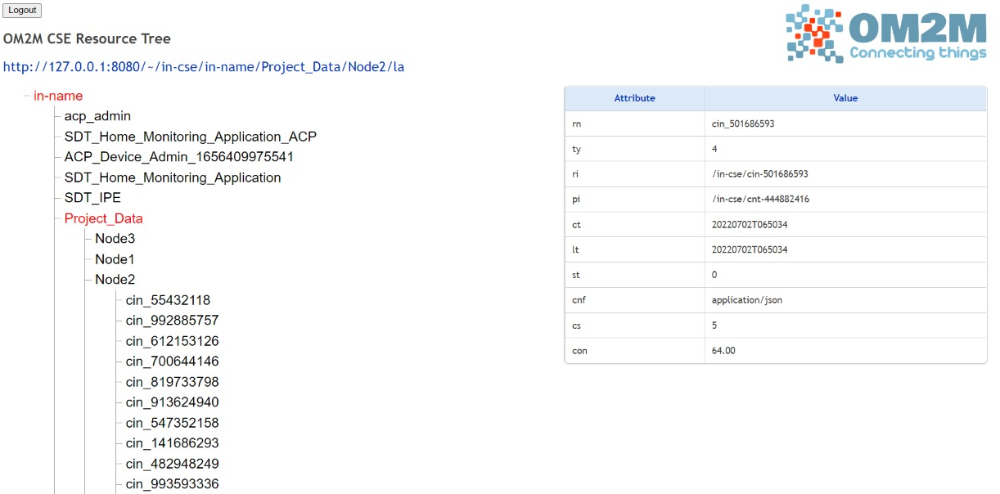 Logout
OM2M
Connecting things
OM2M CSE Resource Tree
http://127.0.0.1:8080/~/in-cse/in-name/Project_Data/Node2/la
in-name
acp_admin
SDT_Home_Monitoring_Application_ACP
ACP_Device_Admin_1656409975541
SDT_Home_Monitoring_Application
SDT_IPE
Project_Data
Node3
Node1
Node2
cin_55432118
cin_992885757
cin_612153126
cin_700644146
cin_819733798
cin_913624940
cin_547352158
cin_141686293
cin_482948249
cin_993593336
Attribute Value
rn cin_501686593
ty 4
ri /in-cse/cin-501686593
pi /in-cse/cnt-444882416
ct 20220702T065034
lt 20220702T065034
st 0
cnf application/json
cs 5
con 64.00